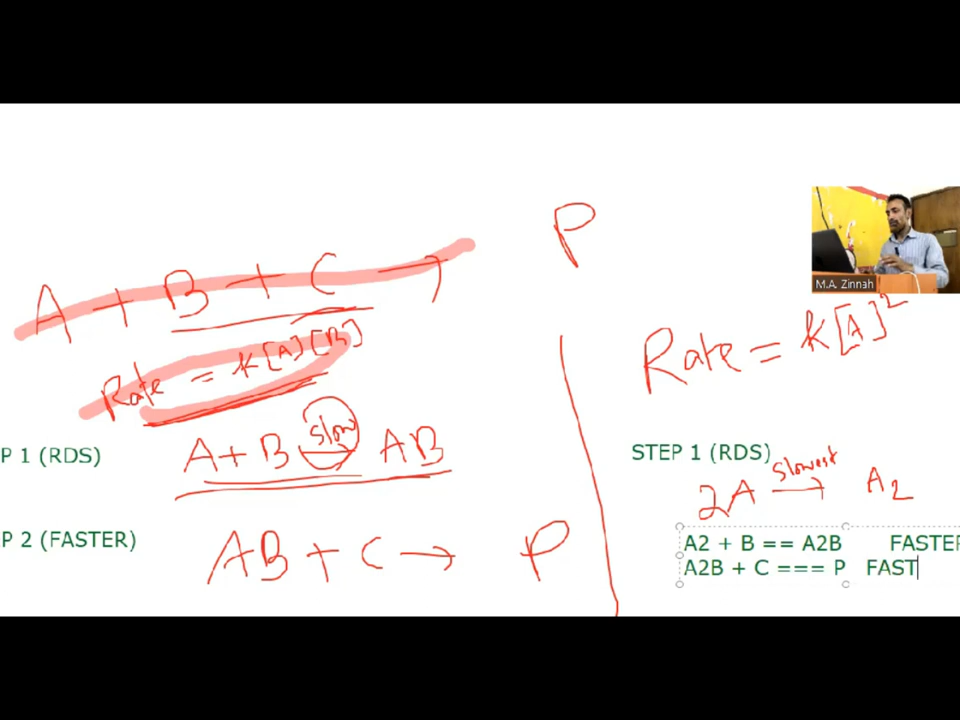 A + B + C → P
Rate = k[A][B]
P 1 (RDS)
A + B slow → AB
P 2 (FASTER)
AB + C → P
M.A. Zinnah
Rate = k[A]²
STEP 1 (RDS)
2A slowest → A₂
A2 + B == A2B FASTER
A2B + C === P FAST